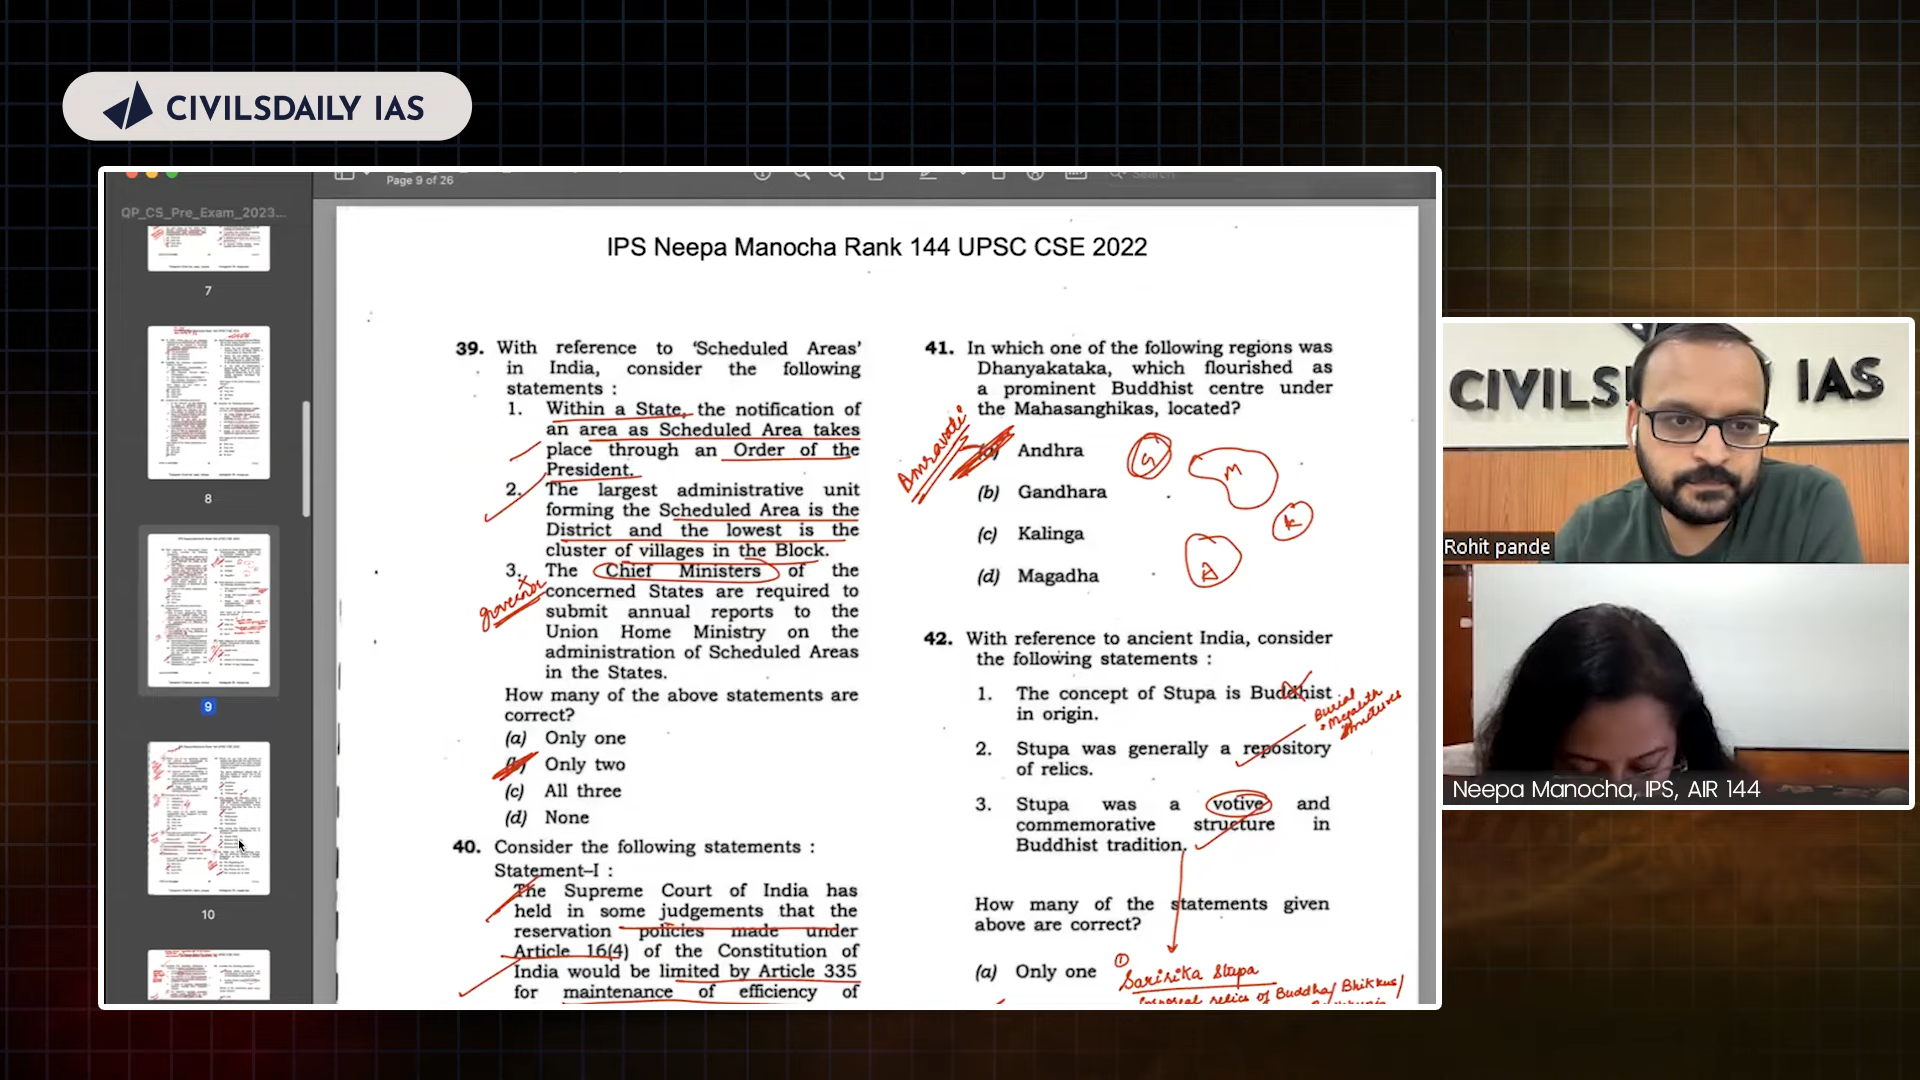 CIVILSDAILY IAS
Page 9 of 26
Search
QP_CS_Pre_Exam_2023...
7
8
9
10
IPS Neepa Manocha Rank 144 UPSC CSE 2022
39. With reference to 'Scheduled Areas'
in India, consider the following
statements :
1. Within a State, the notification of
an area as Scheduled Area takes
place through an Order of the
President.
2. The largest administrative unit
forming the Scheduled Area is the
District and the lowest is the
cluster of villages in the Block.
3. The Chief Ministers of the
governor
concerned States are required to
submit annual reports to the
Union Home Ministry on the
administration of Scheduled Areas
in the States.
How many of the above statements are
correct?
(a) Only one
(b) Only two
(c) All three
(d) None
40. Consider the following statements :
Statement-I :
The Supreme Court of India has
held in some judgements that the
reservation policies made under
Article 16(4) of the Constitution of
India would be limited by Article 335
for maintenance of efficiency of
41. In which one of the following regions was
Dhanyakataka, which flourished as
a prominent Buddhist centre under
the Mahasanghikas, located?
Amravati
(a) Andhra
(b) Gandhara
(c) Kalinga
(d) Magadha
G
M
K
A
42. With reference to ancient India, consider
the following statements :
1. The concept of Stupa is Buddhist
in origin.
Burial
Megalith
structures
2. Stupa was generally a repository
of relics.
3. Stupa was a votive and
commemorative structure in
Buddhist tradition.
How many of the statements given
above are correct?
(a) Only one
1
Saririka Stupa
relics of Buddha/ Bhikkus/
CIVILS IAS
Rohit pande
Neepa Manocha, IPS, AIR 144